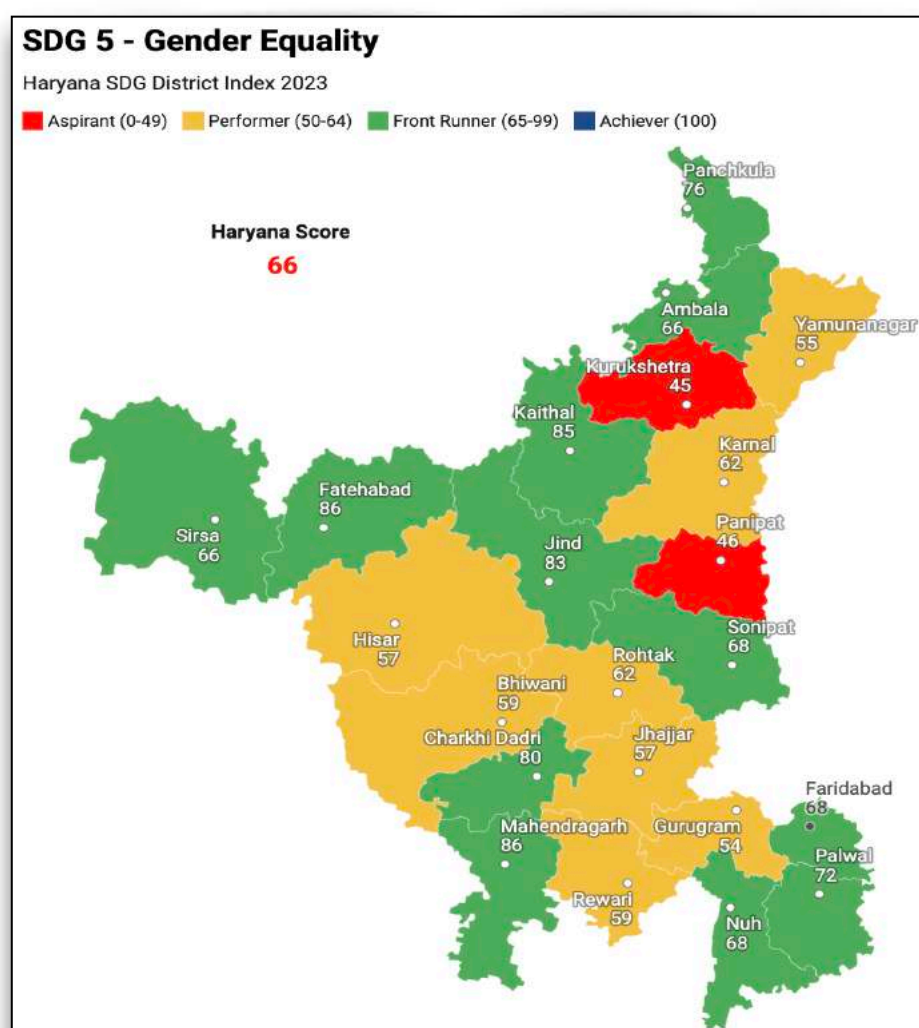 SDG 5 - Gender Equality
Haryana SDG District Index 2023
Aspirant (0-49) Performer (50-64) Front Runner (65-99) Achiever (100)
Haryana Score
66
Panchkula
76
Ambala
66
Yamunanagar
55
Kurukshetra
45
Kaithal
85
Karnal
62
Fatehabad
86
Sirsa
66
Jind
83
Panipat
46
Sonipat
68
Hisar
57
Rohtak
62
Bhiwani
59
Charkhi Dadri
80
Jhajjar
57
Faridabad
68
Mahendragarh
86
Gurugram
54
Palwal
72
Rewari
59
Nuh
68